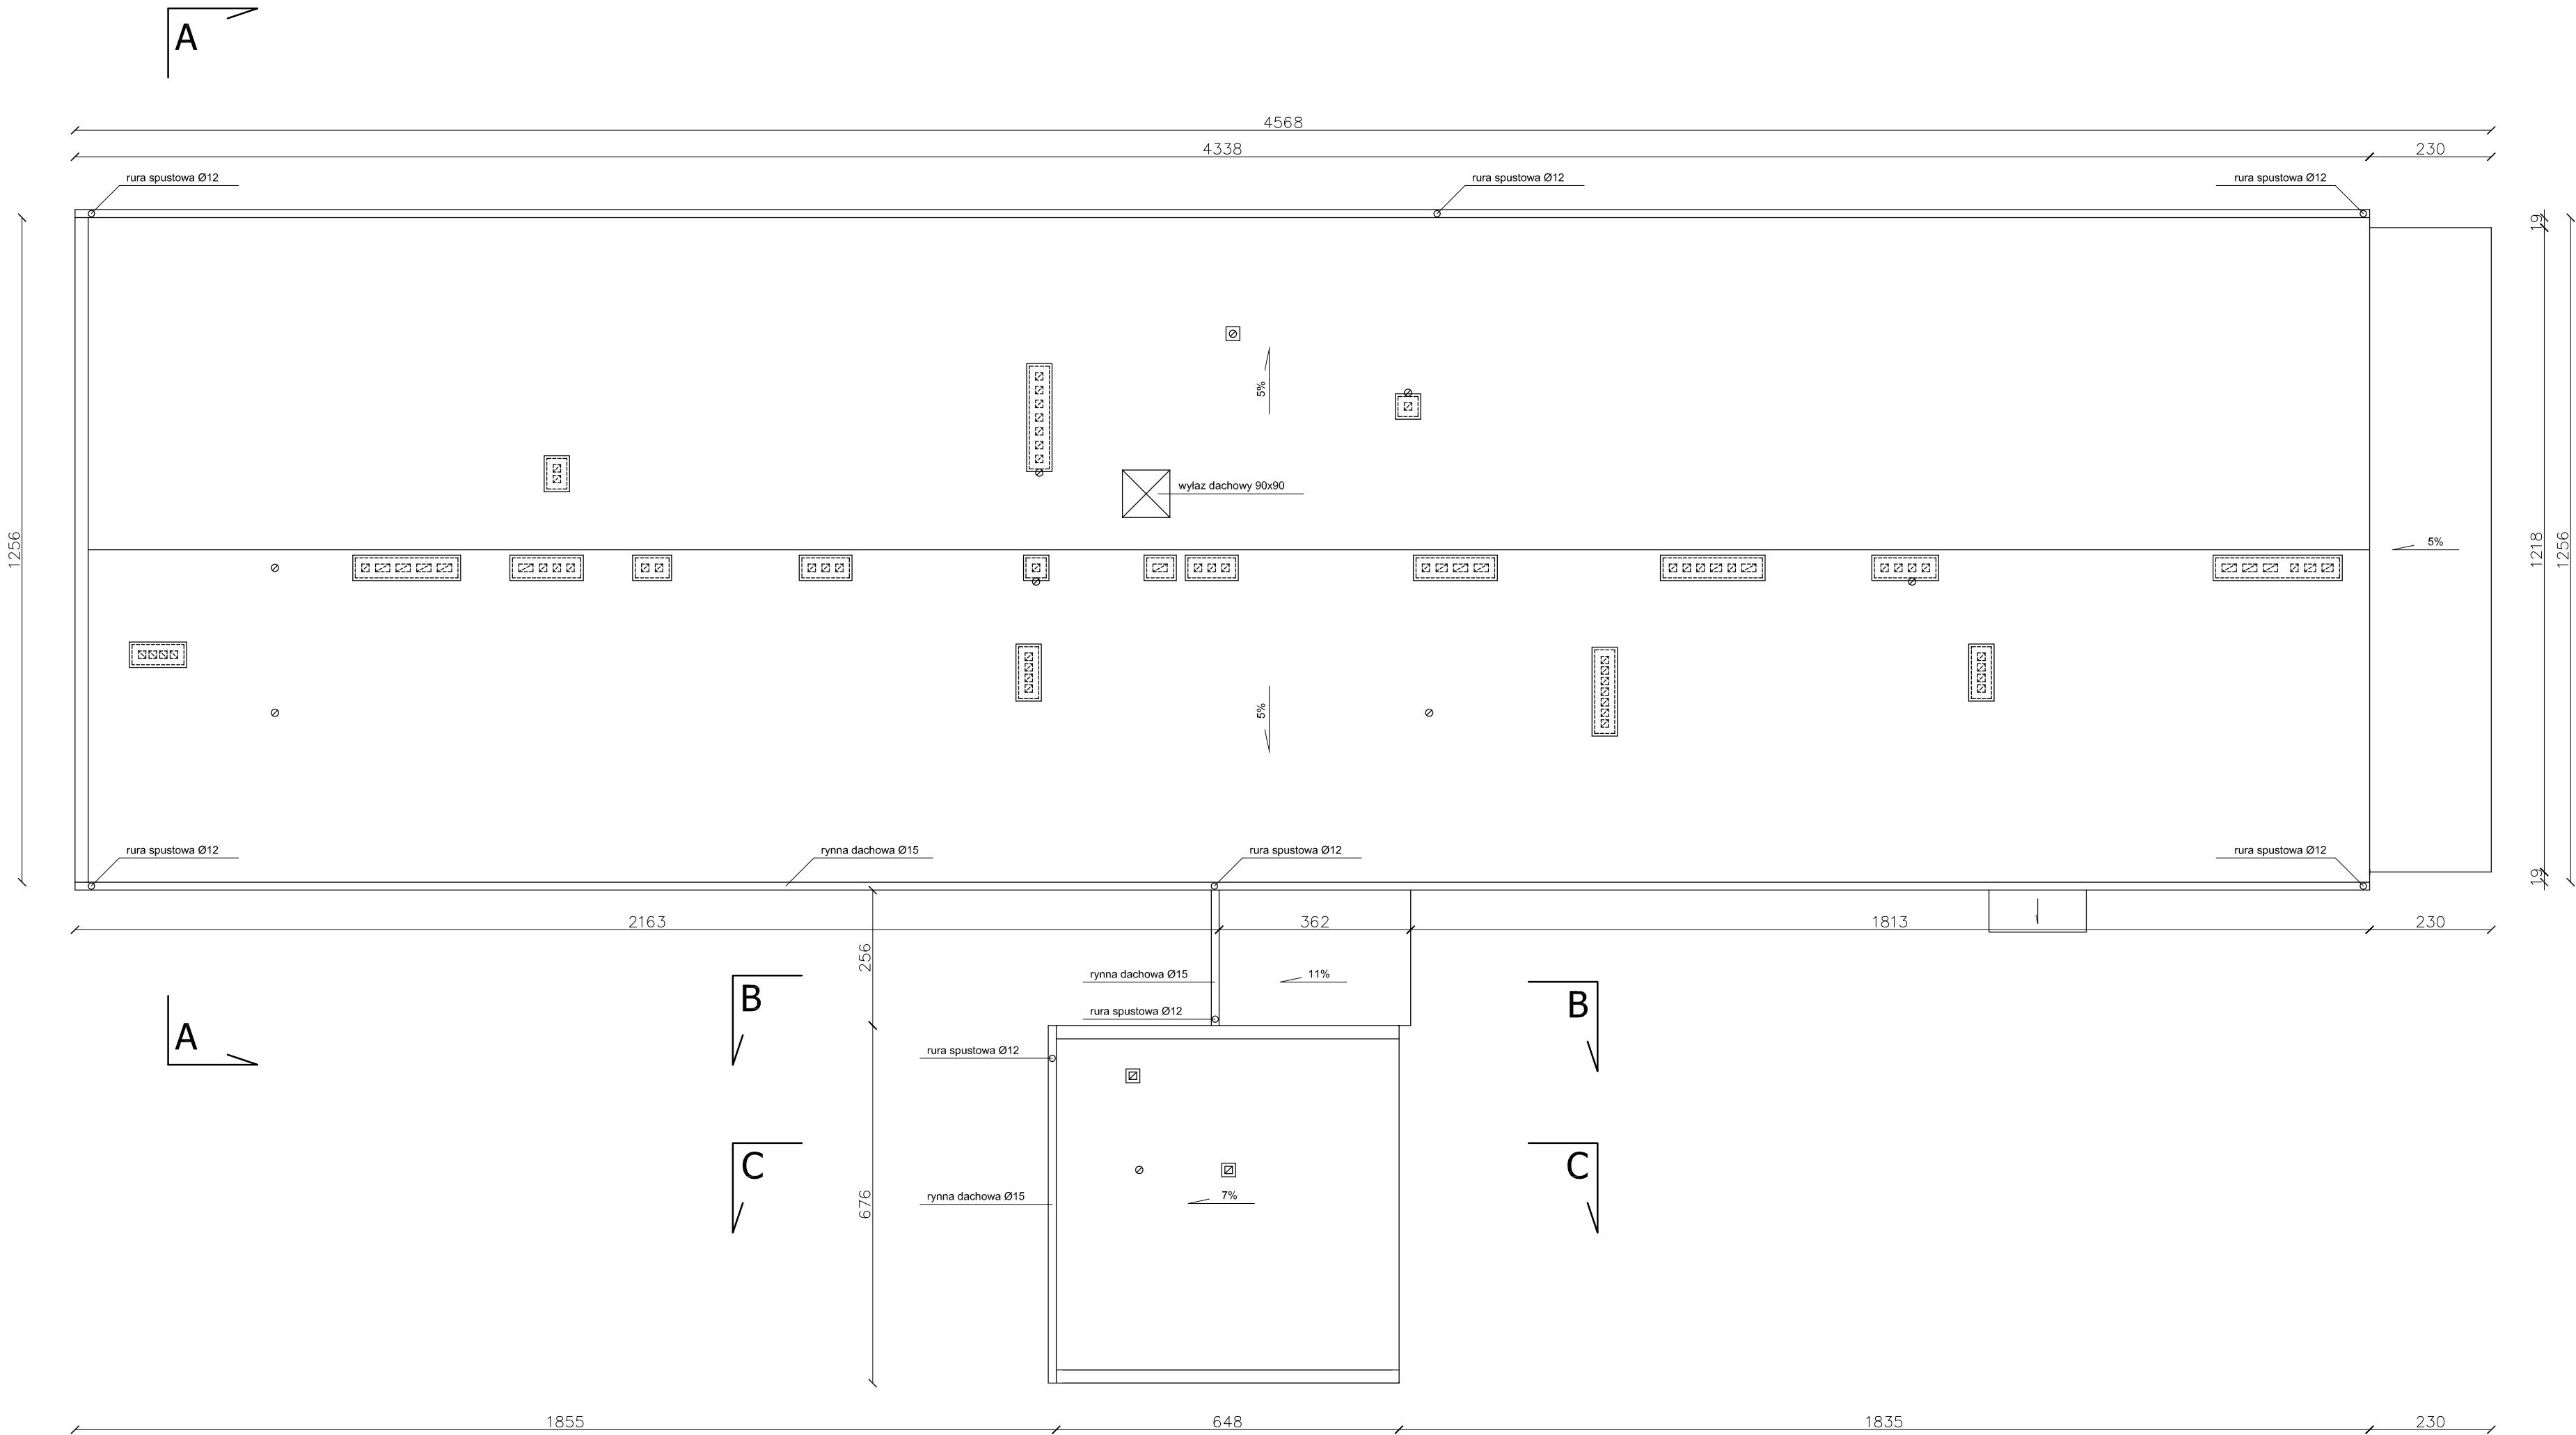 A
4568
4338
230
rura spustowa Ø12
rura spustowa Ø12
rura spustowa Ø12
19
5%
wyłaz dachowy 90x90
1256
5%
1218
1256
5%
rura spustowa Ø12
rynna dachowa Ø15
rura spustowa Ø12
rura spustowa Ø12
19
2163
362
1813
230
256
rynna dachowa Ø15
11%
B
B
rura spustowa Ø12
A
rura spustowa Ø12
C
C
rynna dachowa Ø15
7%
676
1855
648
1835
230